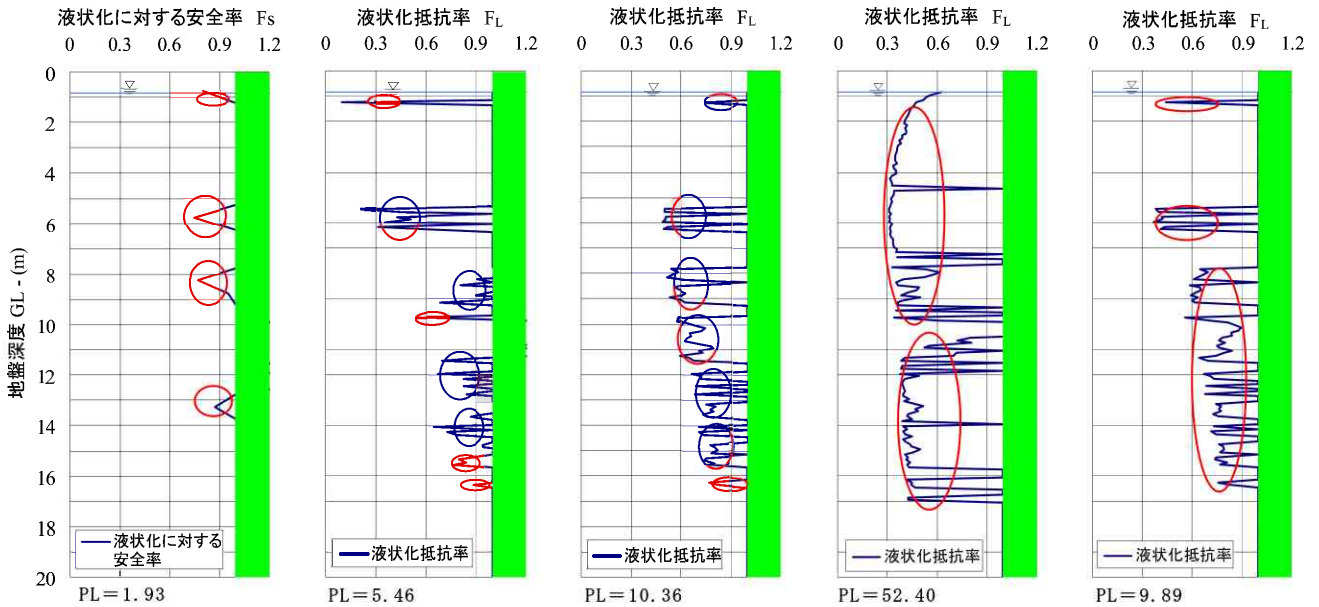 液状化に対する安全率 Fs
液状化抵抗率 FL
液状化抵抗率 FL
液状化抵抗率 FL
液状化抵抗率 FL
0 0.3 0.6 0.9 1.2
0 0.3 0.6 0.9 1.2
0 0.3 0.6 0.9 1.2
0 0.3 0.6 0.9 1.2
0 0.3 0.6 0.9 1.2
地盤深度 GL - (m)
0
2
4
6
8
10
12
14
16
18
20
液状化に対する
安全率
液状化抵抗率
液状化抵抗率
液状化抵抗率
液状化抵抗率
PL=1.93
PL=5.46
PL=10.36
PL=52.40
PL=9.89